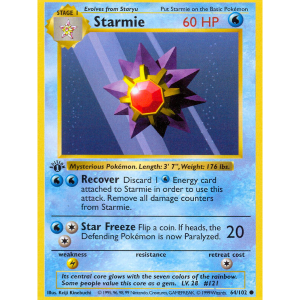 STAGE 1 Evolves from Staryu Put Starmie on the Basic Pokémon
Starmie 60 HP
Mysterious Pokémon. Length: 3' 7", Weight: 176 lbs.
Recover Discard 1 Energy card
attached to Starmie in order to use this
attack. Remove all damage counters
from Starmie.
Star Freeze Flip a coin. If heads, the
Defending Pokémon is now Paralyzed. 20
weakness resistance retreat cost
Its central core glows with the seven colors of the rainbow.
Some people value the core as a gem. LV. 28 #121
Illus. Keiji Kinebuchi 64/102